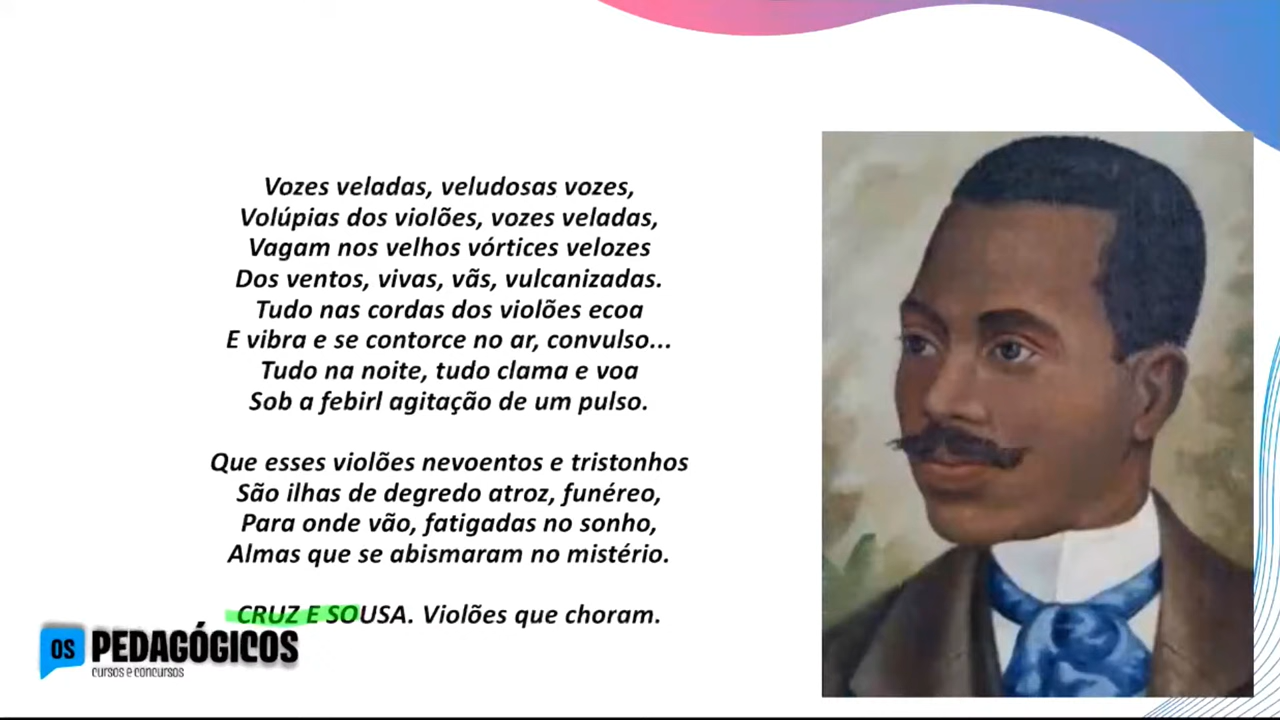 Vozes veladas, veludosas vozes,
Volúpias dos violões, vozes veladas,
Vagam nos velhos vórtices velozes
Dos ventos, vivas, vãs, vulcanizadas.
Tudo nas cordas dos violões ecoa
E vibra e se contorce no ar, convulso...
Tudo na noite, tudo clama e voa
Sob a febirl agitação de um pulso.
Que esses violões nevoentos e tristonhos
São ilhas de degredo atroz, funéreo,
Para onde vão, fatigadas no sonho,
Almas que se abismaram no mistério.
CRUZ E SOUSA. Violões que choram.
OS PEDAGÓGICOS
cursos e concursos